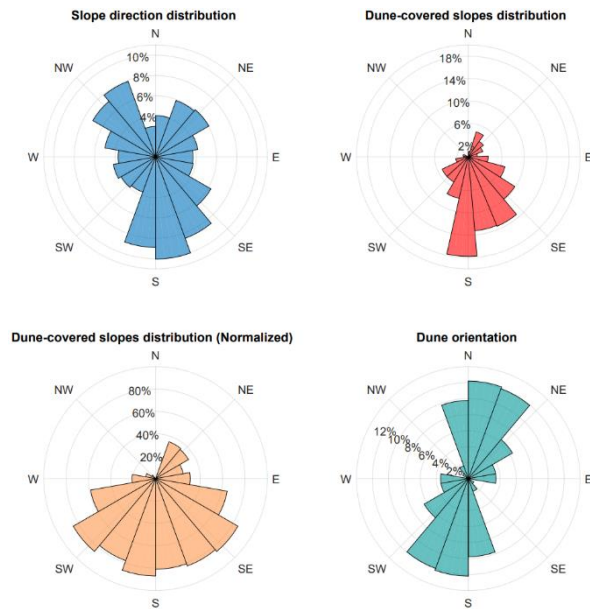 Slope direction distribution
N
NE
E
SE
S
SW
W
NW
10%
8%
6%
4%
Dune-covered slopes distribution
N
NE
E
SE
S
SW
W
NW
18%
14%
10%
6%
2%
Dune-covered slopes distribution (Normalized)
N
NE
E
SE
S
SW
W
NW
80%
60%
40%
20%
Dune orientation
N
NE
E
SE
S
SW
W
NW
12%
10%
8%
6%
4%
2%